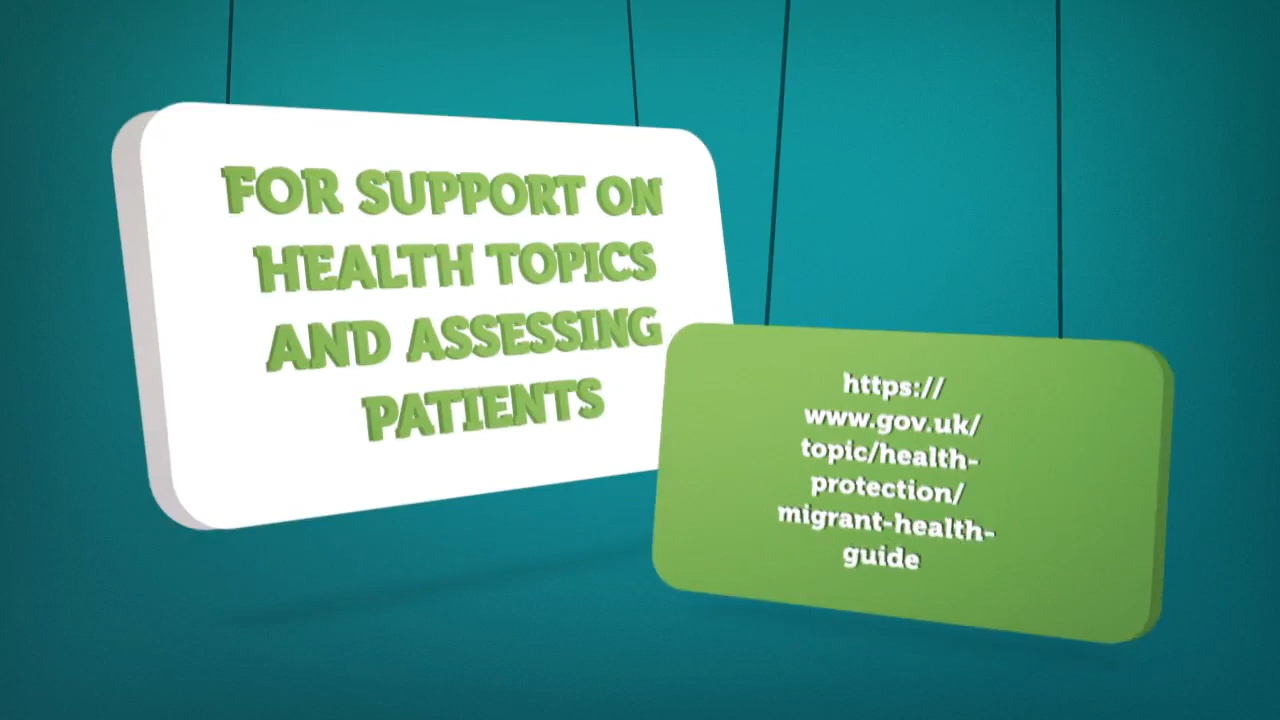 FOR SUPPORT ON
HEALTH TOPICS
AND ASSESSING
PATIENTS
https://
www.gov.uk/
topic/health-
protection/
migrant-health-
guide